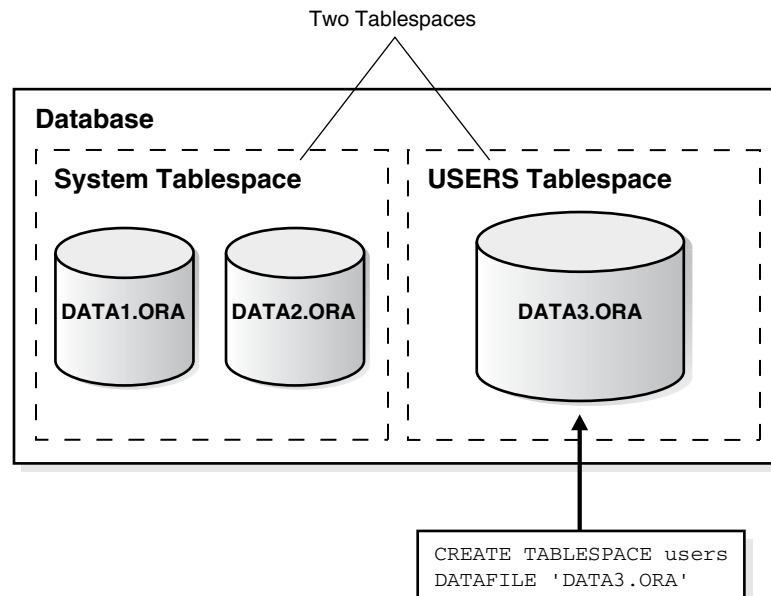 Two Tablespaces
Database
System Tablespace
USERS Tablespace
DATA1.ORA
DATA2.ORA
DATA3.ORA
CREATE TABLESPACE users
DATAFILE 'DATA3.ORA'